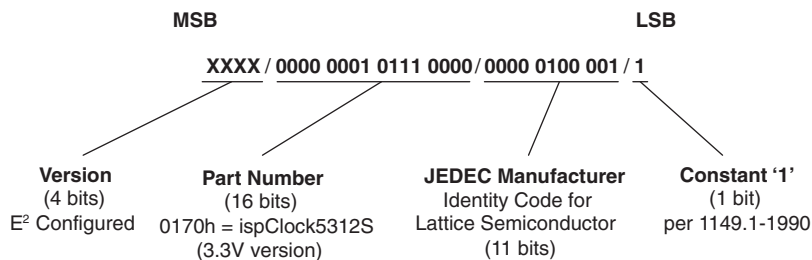 MSB LSB
XXXX / 0000 0001 0111 0000 / 0000 0100 001 / 1
Version
(4 bits)
E² Configured
Part Number
(16 bits)
0170h = ispClock5312S
(3.3V version)
JEDEC Manufacturer
Identity Code for
Lattice Semiconductor
(11 bits)
Constant ‘1’
(1 bit)
per 1149.1-1990